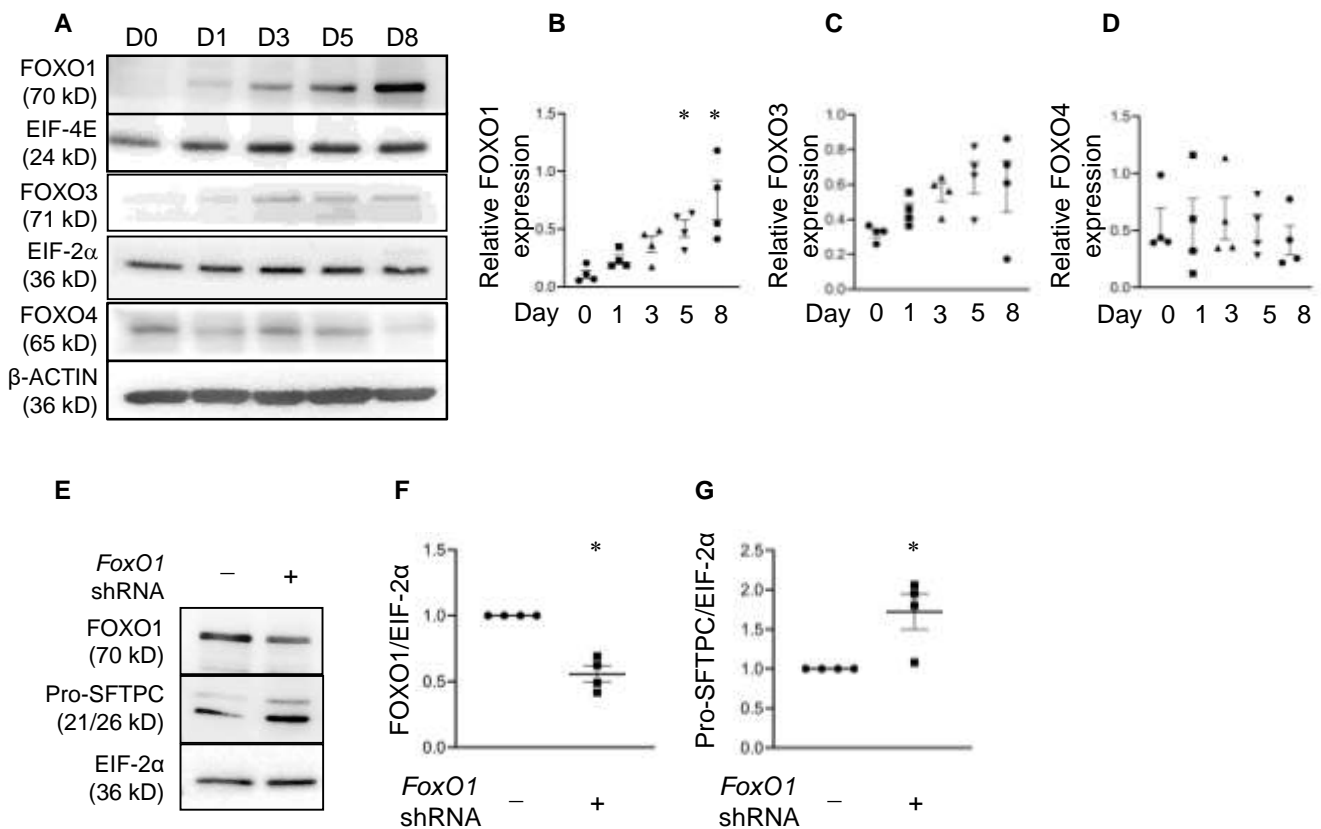 A
D0 D1 D3 D5 D8
FOXO1
(70 kD)
EIF-4E
(24 kD)
FOXO3
(71 kD)
EIF-2α
(36 kD)
FOXO4
(65 kD)
β-ACTIN
(36 kD)
B
Relative FOXO1
expression
1.5
1.0
0.5
0.0
* *
Day 0 1 3 5 8
C
Relative FOXO3
expression
1.0
0.8
0.6
0.4
0.2
0.0
Day 0 1 3 5 8
D
Relative FOXO4
expression
1.5
1.0
0.5
0.0
Day 0 1 3 5 8
E
FoxO1
shRNA
– +
FOXO1
(70 kD)
Pro-SFTPC
(21/26 kD)
EIF-2α
(36 kD)
F
FOXO1/EIF-2α
1.5
1.0
0.5
0.0
*
FoxO1
shRNA
– +
G
Pro-SFTPC/EIF-2α
2.5
2.0
1.5
1.0
0.5
0.0
*
FoxO1
shRNA
– +